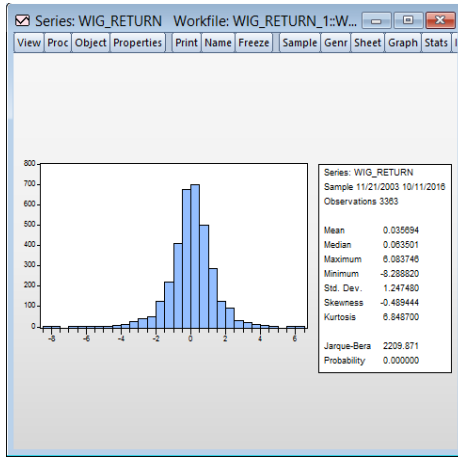 Series: WIG_RETURN Workfile: WIG_RETURN_1::W...
View Proc Object Properties Print Name Freeze Sample Genr Sheet Graph Stats
800
700
600
500
400
300
200
100
0
-8 -6 -4 -2 0 2 4 6
Series: WIG_RETURN
Sample 11/21/2003 10/11/2016
Observations 3363
Mean 0.035694
Median 0.063501
Maximum 6.083746
Minimum -8.288820
Std. Dev. 1.247480
Skewness -0.489444
Kurtosis 6.848700
Jarque-Bera 2209.871
Probability 0.000000